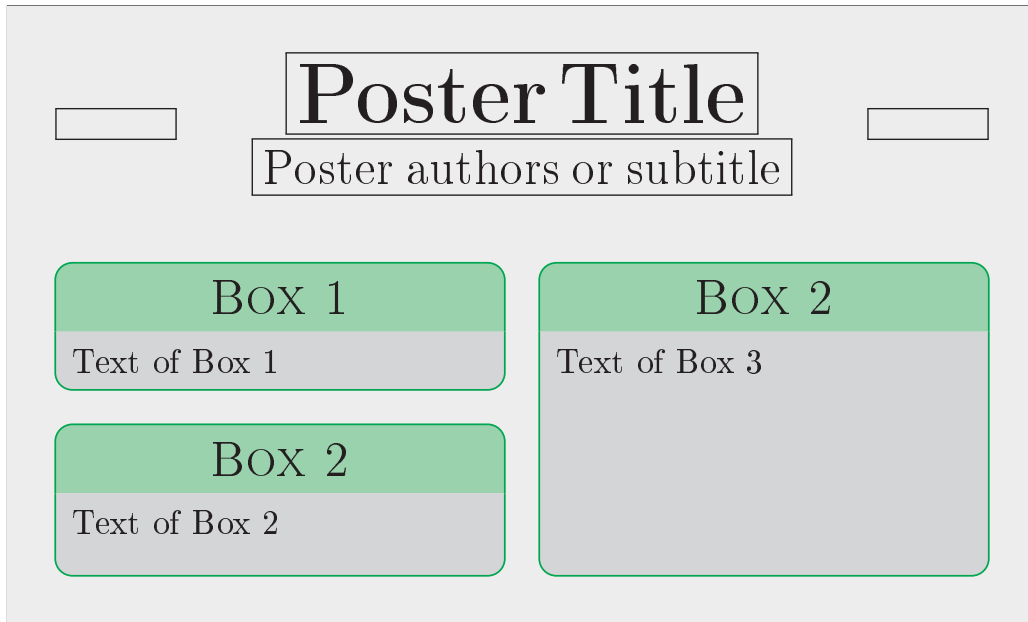 Poster Title
Poster authors or subtitle
Box 1
Text of Box 1
Box 2
Text of Box 2
Box 2
Text of Box 3